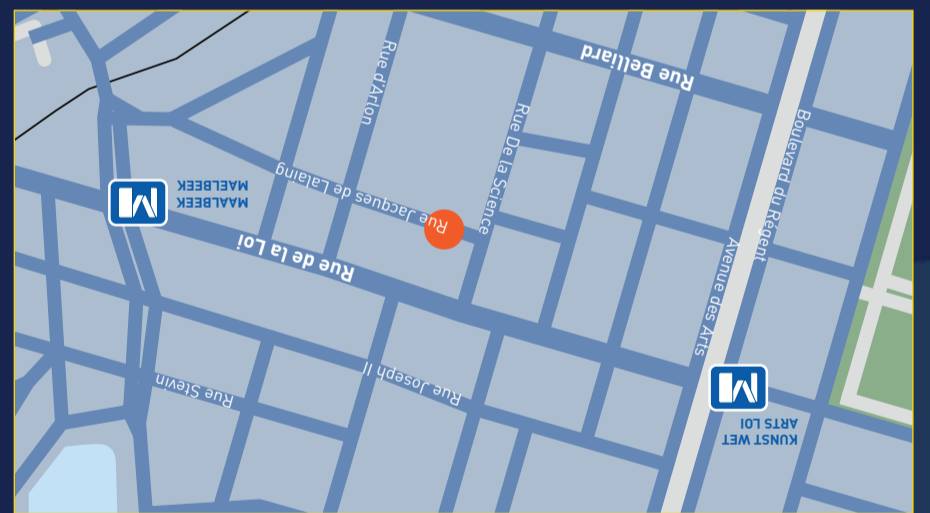 KUNST WET
ARTS LOI
Rue Joseph II
Rue Stevin
Avenue des Arts
Rue de la Loi
Boulevard du Régent
Rue Jacques de Lalaing
MAALBEEK
MAELBEEK
Rue De la Science
Rue d'Arlon
Rue Belliard
M
M